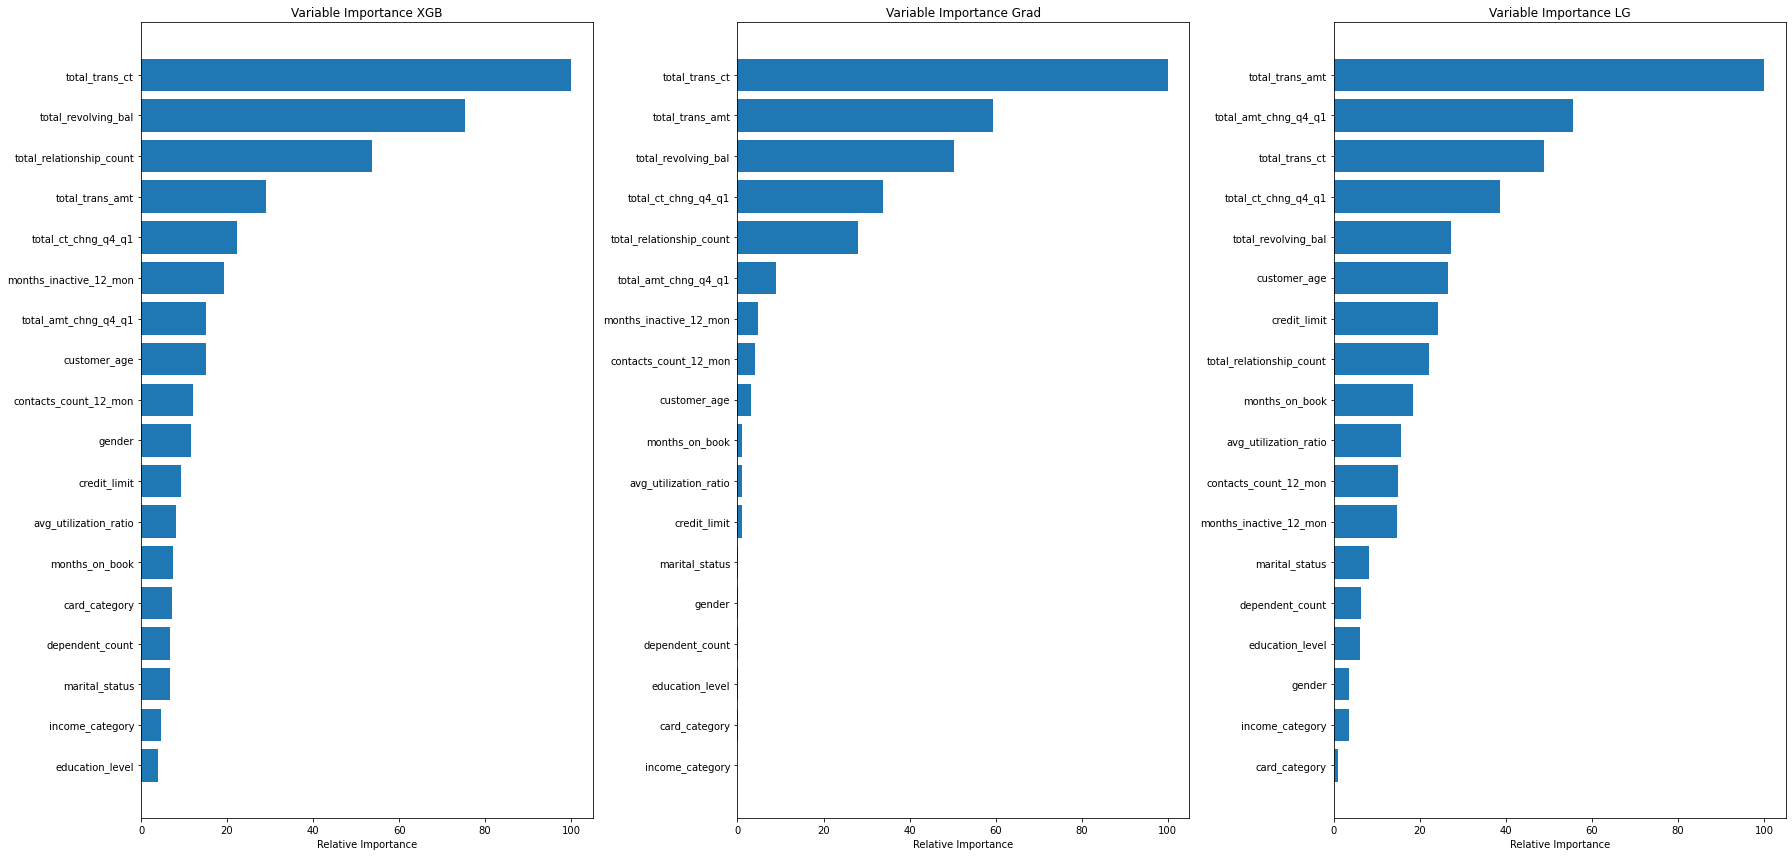 Variable Importance XGB
total_trans_ct
total_revolving_bal
total_relationship_count
total_trans_amt
total_ct_chng_q4_q1
months_inactive_12_mon
total_amt_chng_q4_q1
customer_age
contacts_count_12_mon
gender
credit_limit
avg_utilization_ratio
months_on_book
card_category
dependent_count
marital_status
income_category
education_level
0 20 40 60 80 100
Relative Importance
Variable Importance Grad
total_trans_ct
total_trans_amt
total_revolving_bal
total_ct_chng_q4_q1
total_relationship_count
total_amt_chng_q4_q1
months_inactive_12_mon
contacts_count_12_mon
customer_age
months_on_book
avg_utilization_ratio
credit_limit
marital_status
gender
dependent_count
education_level
card_category
income_category
0 20 40 60 80 100
Relative Importance
Variable Importance LG
total_trans_amt
total_amt_chng_q4_q1
total_trans_ct
total_ct_chng_q4_q1
total_revolving_bal
customer_age
credit_limit
total_relationship_count
months_on_book
avg_utilization_ratio
contacts_count_12_mon
months_inactive_12_mon
marital_status
dependent_count
education_level
gender
income_category
card_category
0 20 40 60 80 100
Relative Importance